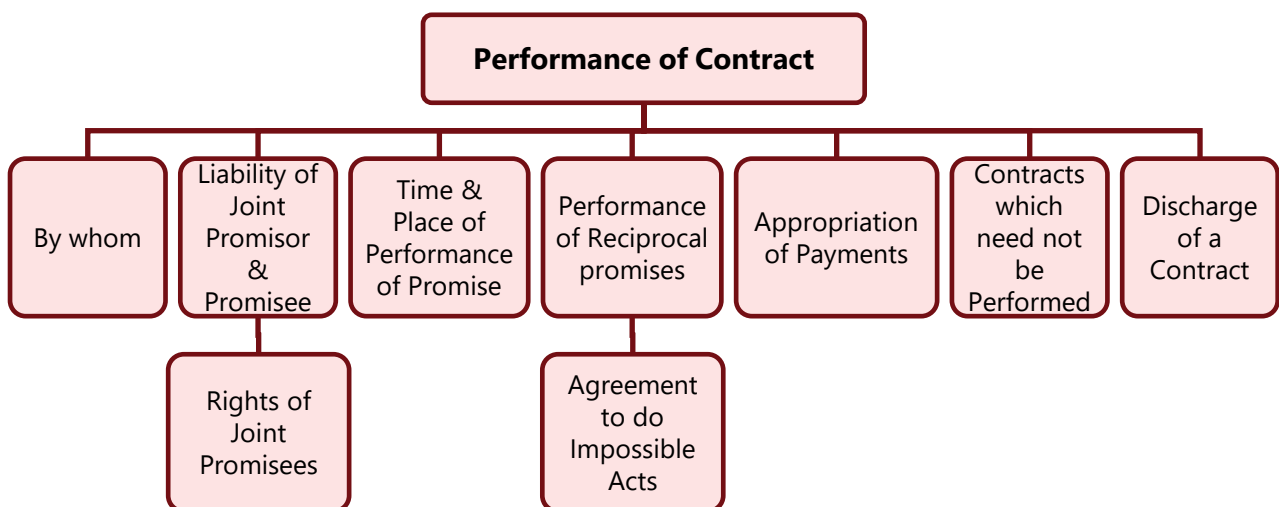 Performance of Contract
By whom
Liability of
Joint
Promisor
&
Promisee
Time &
Place of
Performance
of Promise
Performance
of Reciprocal
promises
Appropriation
of Payments
Contracts
which
need not
be
Performed
Discharge
of a
Contract
Rights of
Joint
Promisees
Agreement
to do
Impossible
Acts